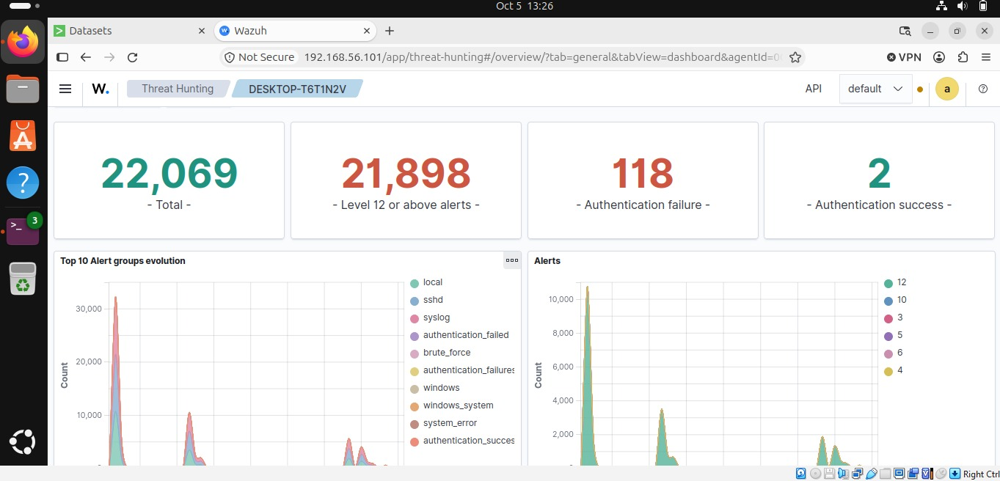 Oct 5 13:26
Datasets
Wazuh
Not Secure
192.168.56.101/app/threat-hunting#/overview/?tab=general&tabView=dashboard&agentId=0
VPN
W.
Threat Hunting
DESKTOP-T6T1N2V
API
default
a
22,069
- Total -
21,898
- Level 12 or above alerts -
118
- Authentication failure -
2
- Authentication success -
3
Top 10 Alert groups evolution
30,000
20,000
10,000
Count
local
sshd
syslog
authentication_failed
brute_force
authentication_failures
windows
windows_system
system_error
authentication_succes
Alerts
10,000
8,000
6,000
4,000
2,000
Count
12
10
3
5
6
4
Right Ctrl